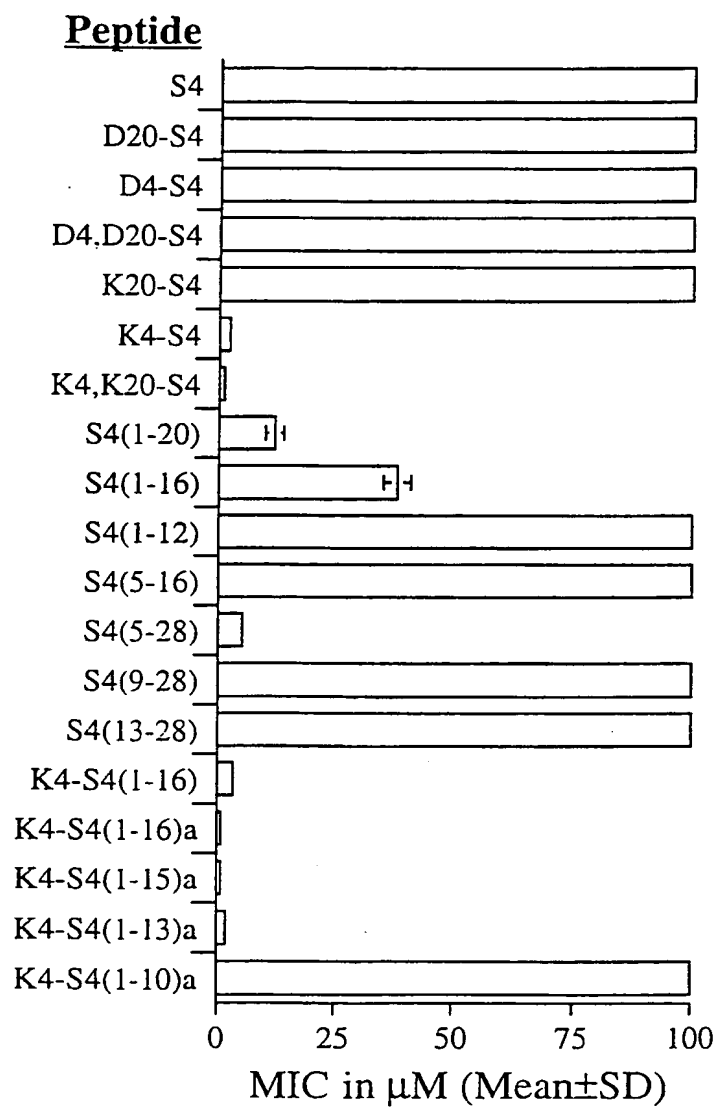 Peptide
S4
D20-S4
D4-S4
D4,D20-S4
K20-S4
K4-S4
K4,K20-S4
S4(1-20)
S4(1-16)
S4(1-12)
S4(5-16)
S4(5-28)
S4(9-28)
S4(13-28)
K4-S4(1-16)
K4-S4(1-16)a
K4-S4(1-15)a
K4-S4(1-13)a
K4-S4(1-10)a
0 25 50 75 100
MIC in µM (Mean±SD)